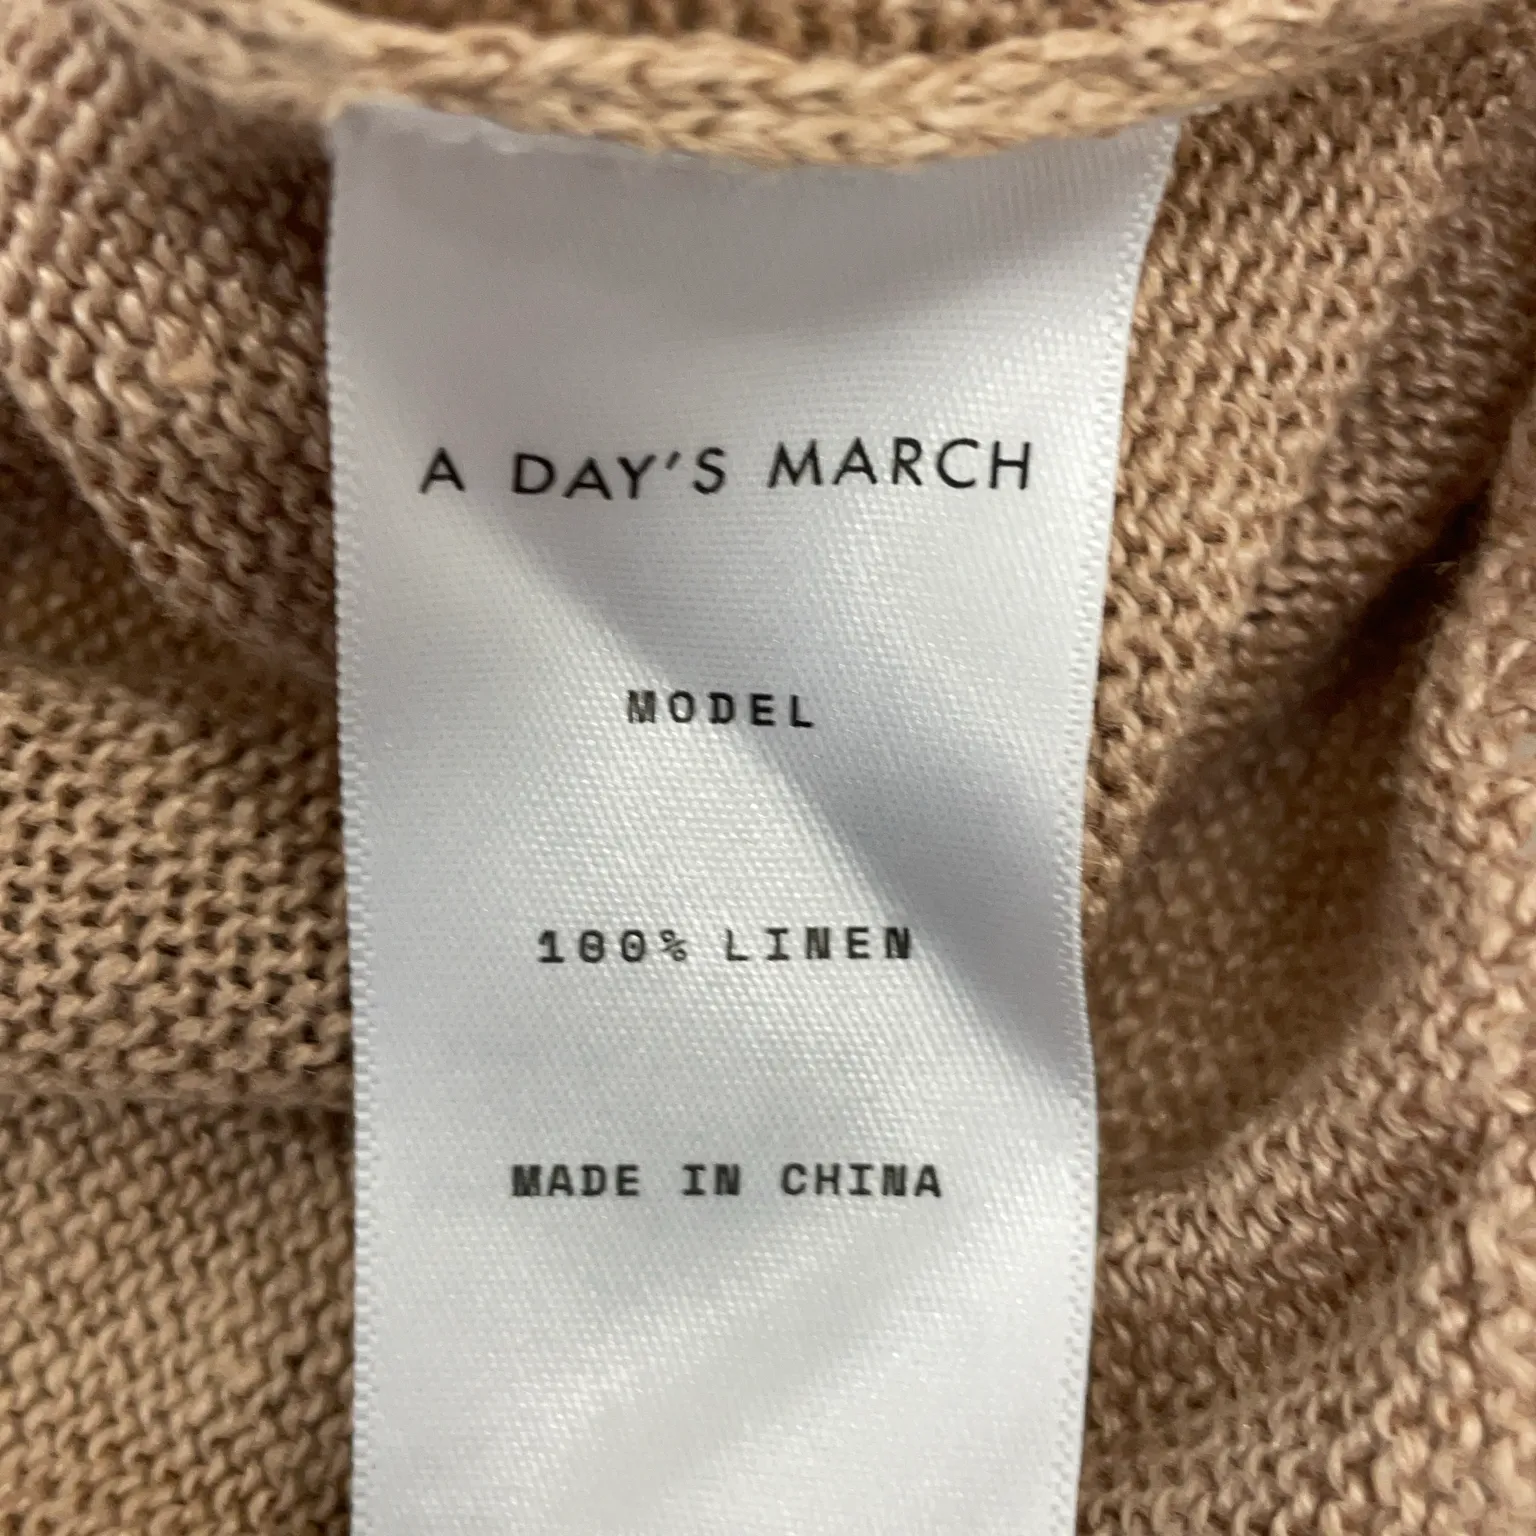 A DAY'S MARCH
MODEL
100% LINEN
MADE IN CHINA